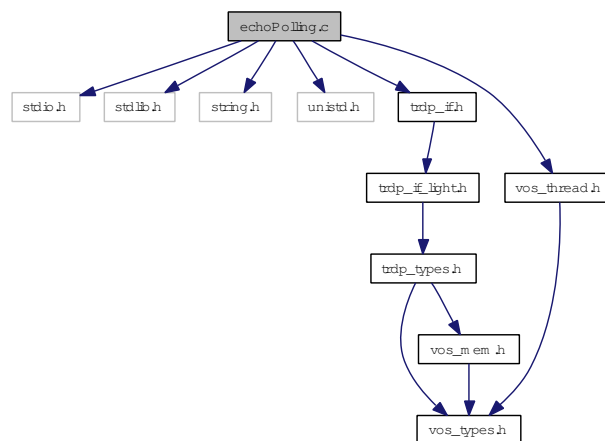 echoPolling.c
stdio.h
stdlib.h
string.h
unistd.h
trdp_if.h
trdp_if_light.h
vos_thread.h
trdp_types.h
vos_mem.h
vos_types.h